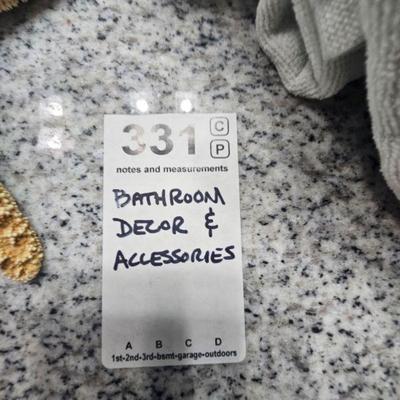 331 C
P
notes and measurements
BATHROOM
DECOR &
ACCESSORIES
A B C D
1st-2nd-3rd-bsmt-garage-outdoors